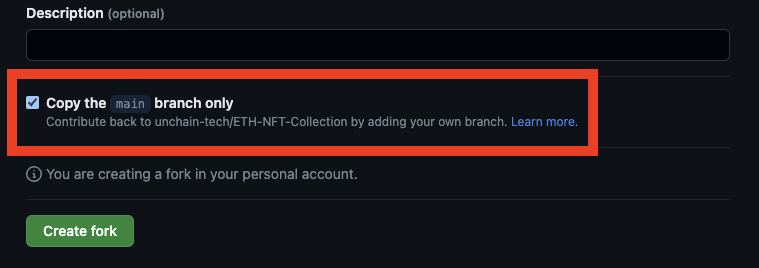 Description (optional)
Copy the main branch only
Contribute back to unchain-tech/ETH-NFT-Collection by adding your own branch. Learn more.
You are creating a fork in your personal account.
Create fork